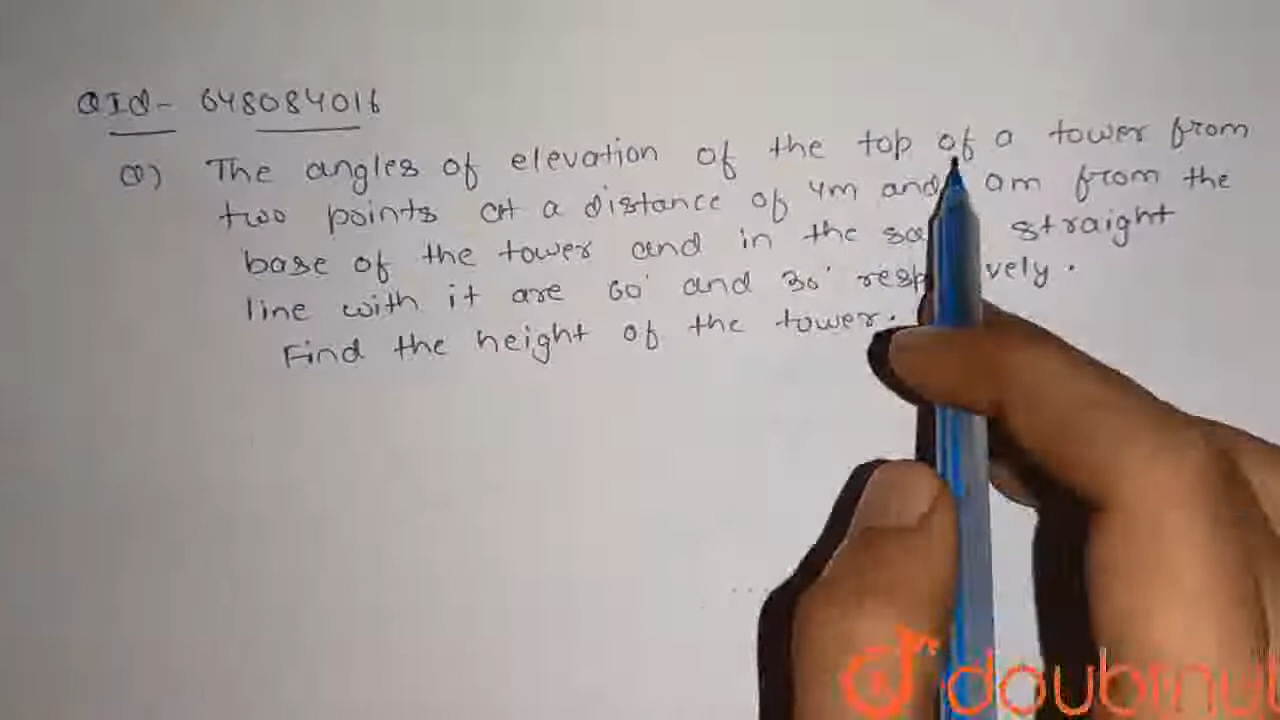 QId- 648084016
Q) The angles of elevation of the top of a tower from
two points at a distance of 4m and am from the
base of the tower and in the straight
line with it are 60° and 30° respectively.
Find the height of the tower.
doubtnut